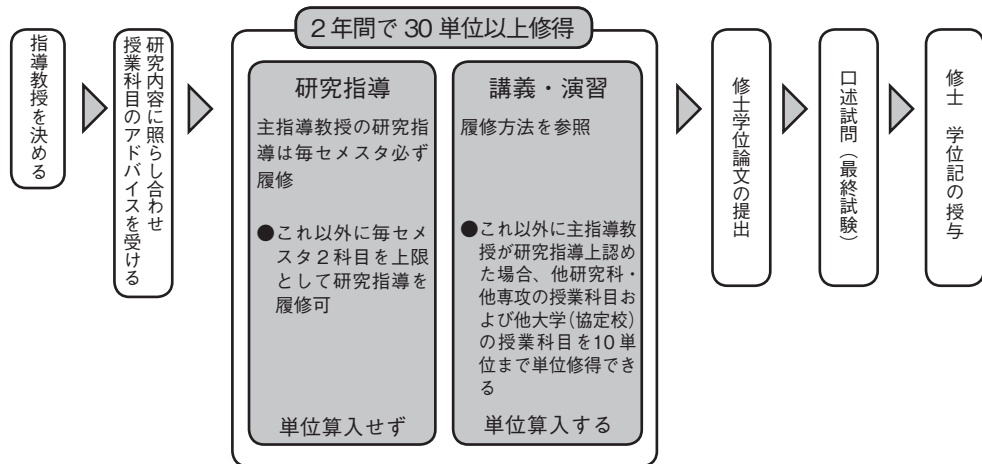 指導教授を決める
研究内容に照らし合わせ
授業科目のアドバイスを受ける
2年間で30単位以上修得
研究指導
主指導教授の研究指
導は毎セメスタ必ず
履修
●これ以外に毎セメ
スタ2科目を上限
として研究指導を
履修可
単位算入せず
講義・演習
履修方法を参照
●これ以外に主指導教
授が研究指導上認め
た場合、他研究科・
他専攻の授業科目お
よび他大学(協定校)
の授業科目を10単
位まで単位修得でき
る
単位算入する
修士学位論文の提出
口述試問(最終試験)
修士 学位記の授与